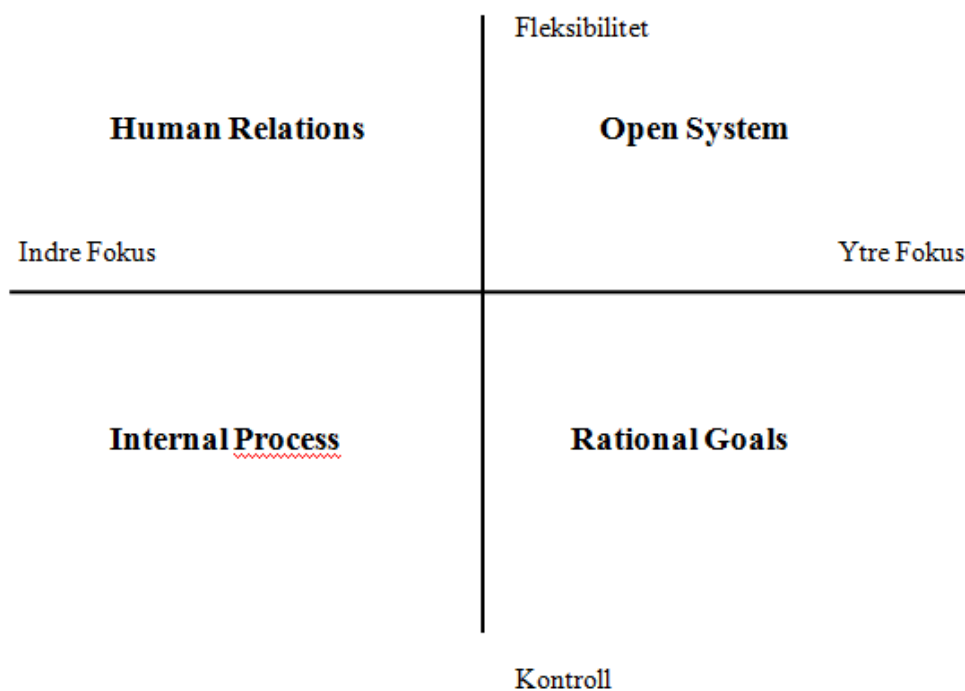 Fleksibilitet
Human Relations
Open System
Indre Fokus
Ytre Fokus
Internal Process
Rational Goals
Kontroll